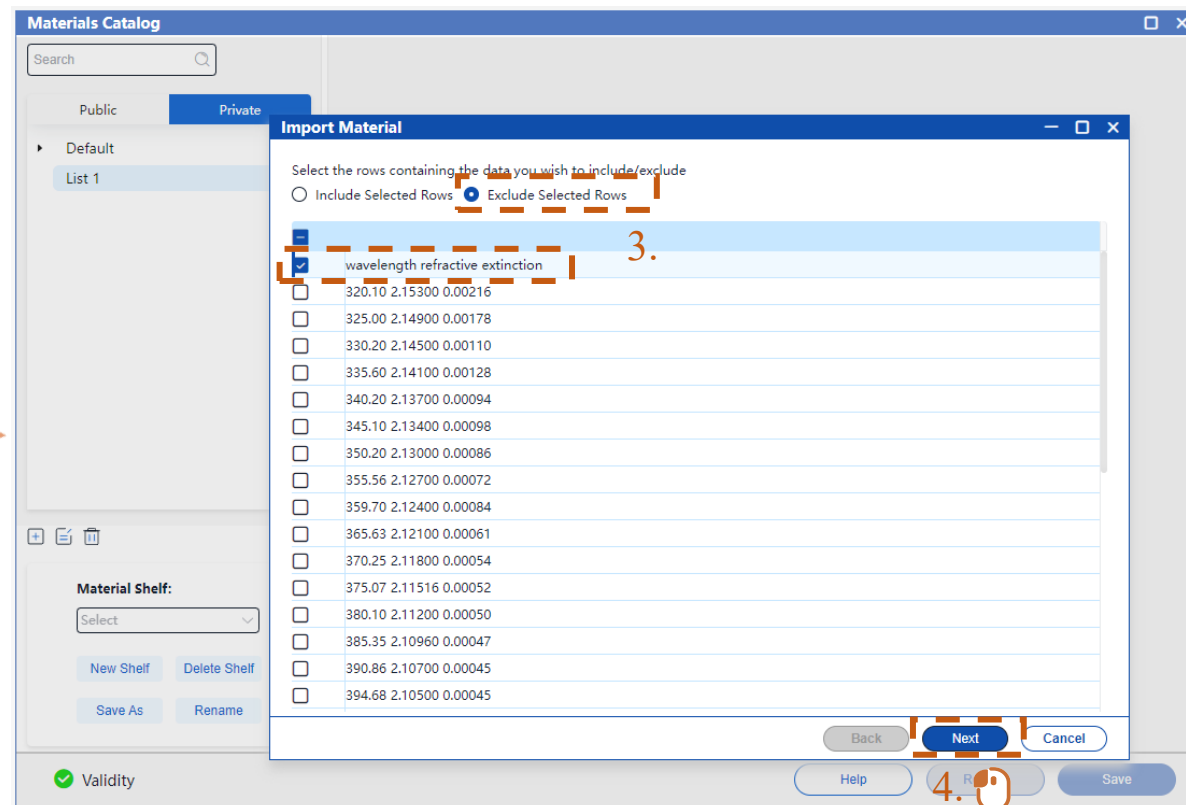 Materials Catalog
Search
Public Private
Default
List 1
Import Material
Select the rows containing the data you wish to include/exclude
Include Selected Rows Exclude Selected Rows
3.
wavelength refractive extinction
320.10 2.15300 0.00216
325.00 2.14900 0.00178
330.20 2.14500 0.00110
335.60 2.14100 0.00128
340.20 2.13700 0.00094
345.10 2.13400 0.00098
350.20 2.13000 0.00086
355.56 2.12700 0.00072
359.70 2.12400 0.00084
365.63 2.12100 0.00061
370.25 2.11800 0.00054
375.07 2.11516 0.00052
380.10 2.11200 0.00050
385.35 2.10960 0.00047
390.86 2.10700 0.00045
394.68 2.10500 0.00045
Back Next Cancel
4.
Material Shelf:
Select
New Shelf Delete Shelf
Save As Rename
Validity
Help Save